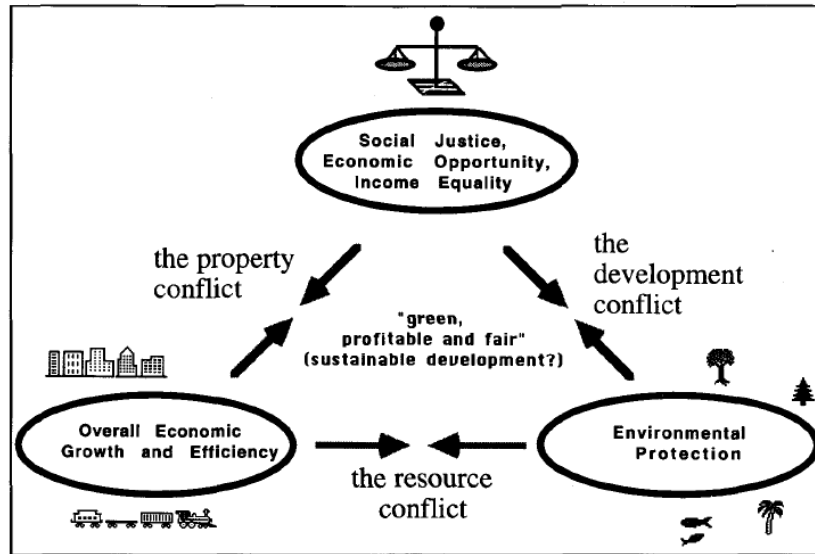 Social Justice,
Economic Opportunity,
Income Equality
the property
conflict
the
development
conflict
"green,
profitable and fair"
(sustainable development?)
Overall Economic
Growth and Efficiency
Environmental
Protection
the resource
conflict